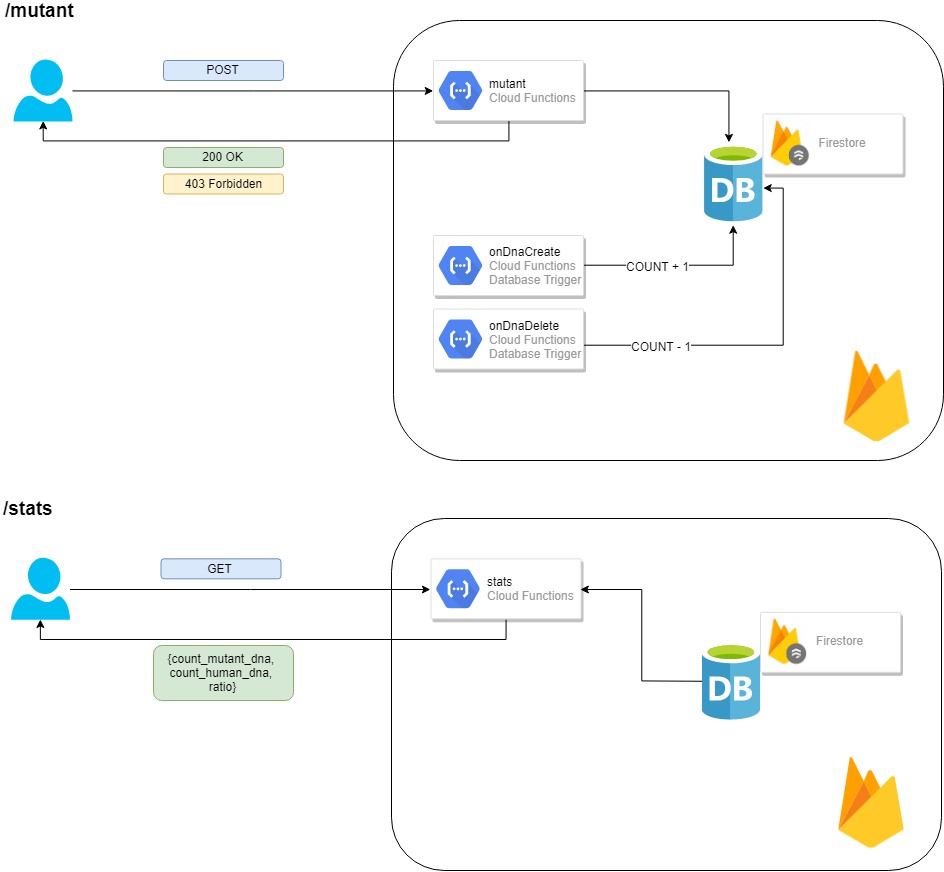 /mutant
POST
mutant
Cloud Functions
200 OK
403 Forbidden
Firestore
DB
onDnaCreate
Cloud Functions
Database Trigger
COUNT + 1
onDnaDelete
Cloud Functions
Database Trigger
COUNT - 1
/stats
GET
stats
Cloud Functions
{count_mutant_dna,
count_human_dna,
ratio}
Firestore
DB